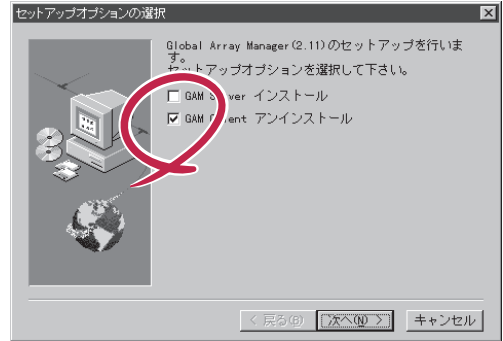 セットアップオプションの選択
Global Array Manager(2.11)のセットアップを行いま
す。
セットアップオプションを選択して下さい。
GAM インストール
GAM アンインストール
< 戻る(B)
次へ(N) >
キャンセル